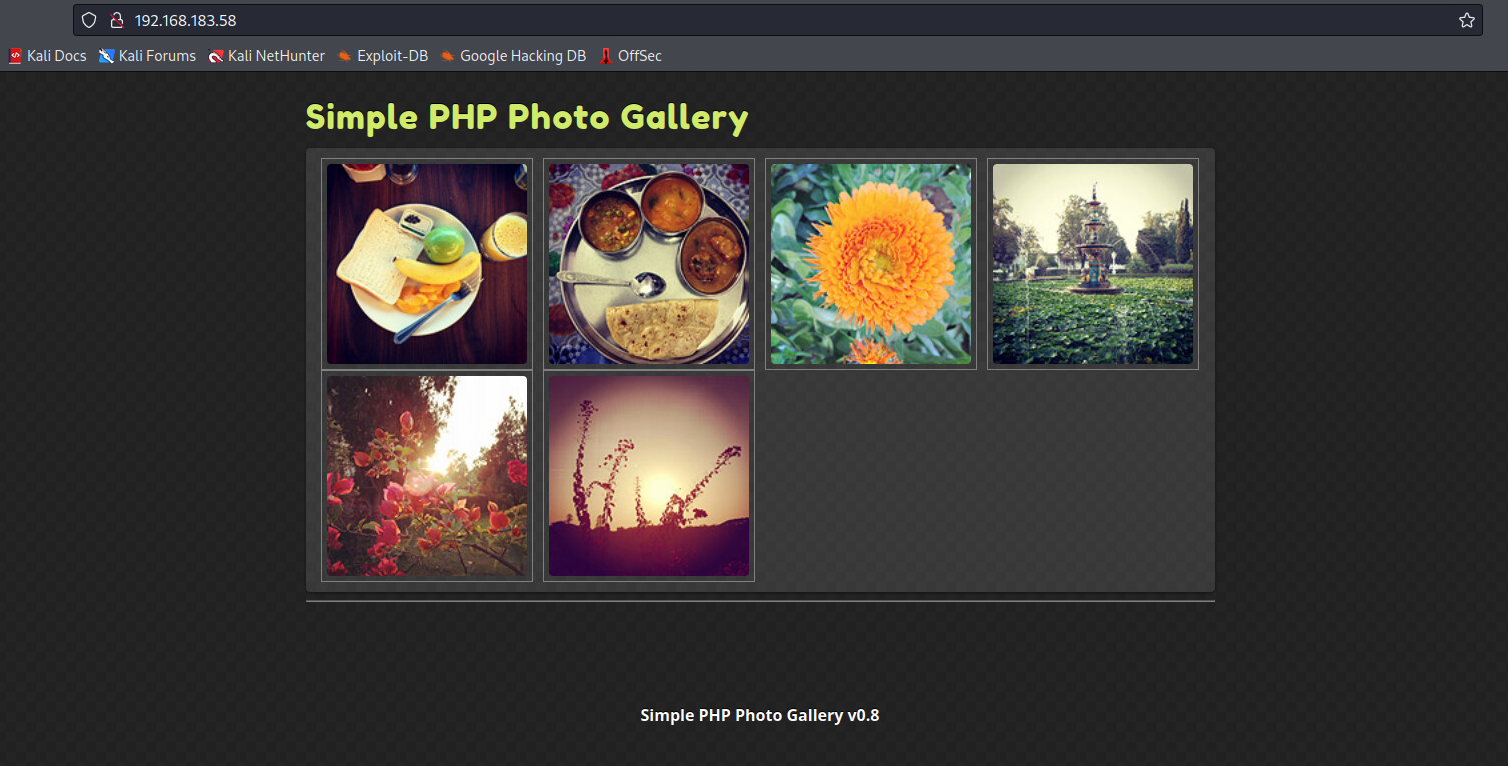 192.168.183.58
Kali Docs Kali Forums Kali NetHunter Exploit-DB Google Hacking DB OffSec
Simple PHP Photo Gallery
Simple PHP Photo Gallery v0.8